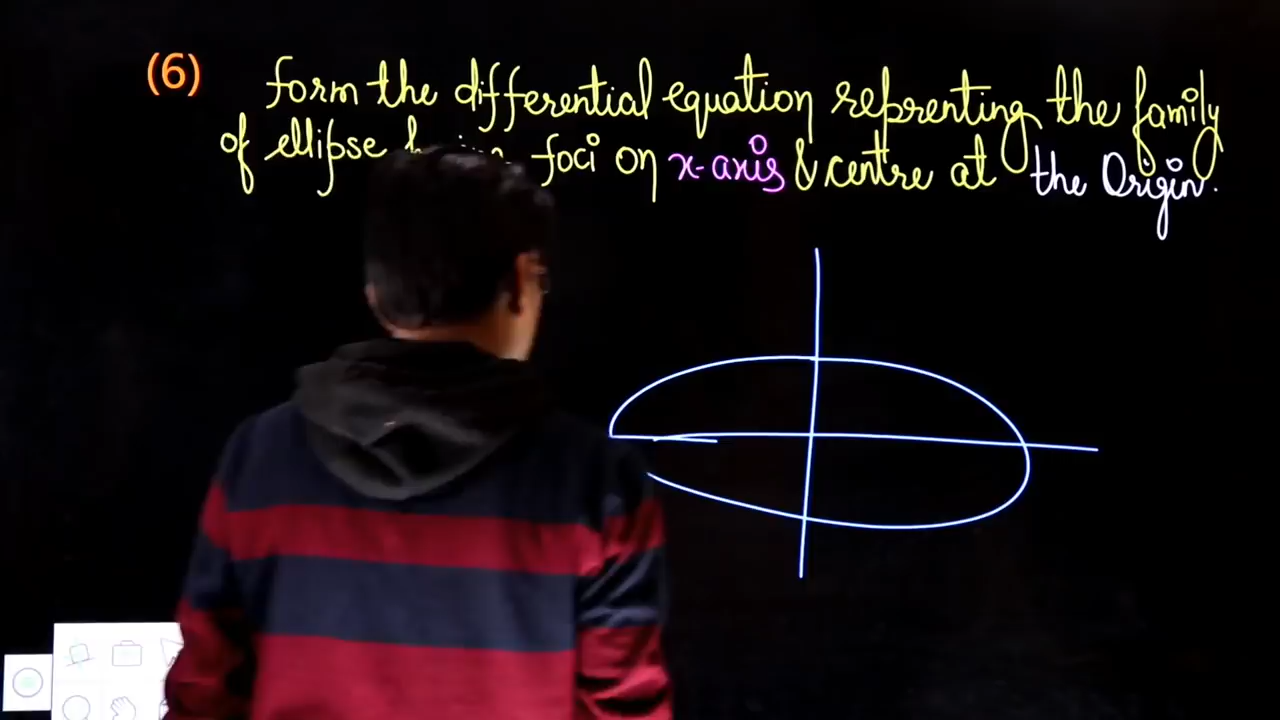 (6) Form the differential equation reprenting the family
of ellipse foci on x-axis & centre at the Origin.